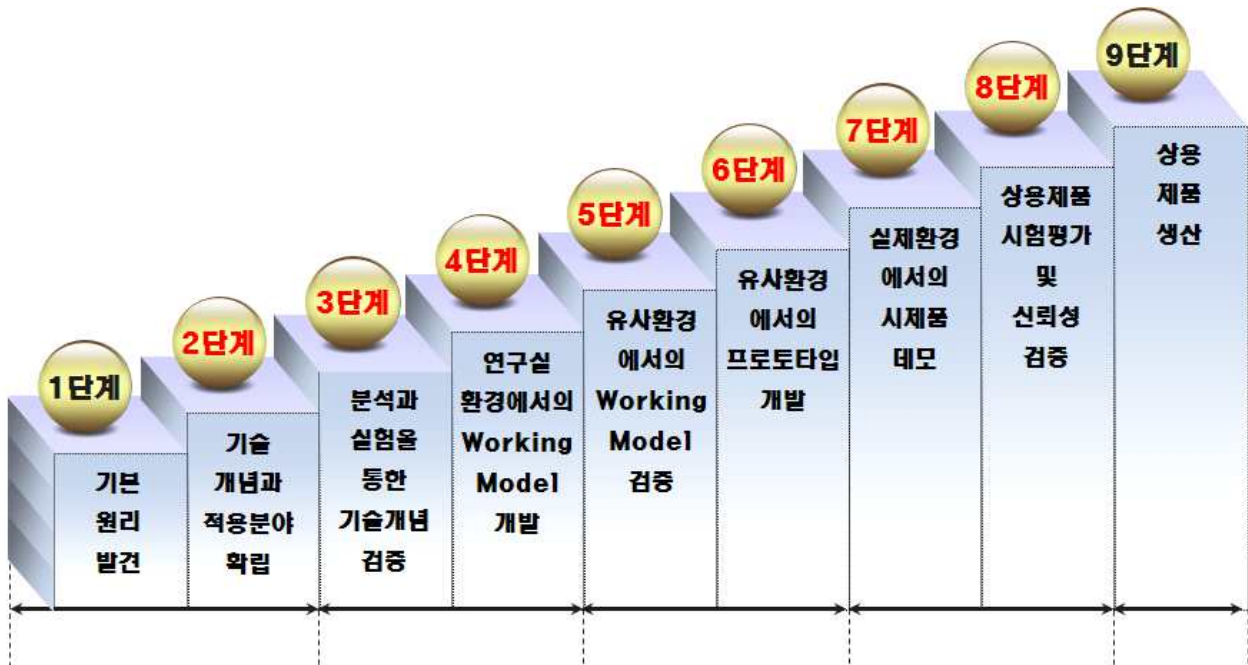 1단계
기본
원리
발견
2단계
기술
개념과
적용분야
확립
3단계
분석과
실험을
통한
기술개념
검증
4단계
연구실
환경에서의
Working
Model
개발
5단계
유사환경
에서의
Working
Model
검증
6단계
유사환경
에서의
프로토타입
개발
7단계
실제환경
에서의
시제품
데모
8단계
상용제품
시험평가
및
신뢰성
검증
9단계
상용
제품
생산